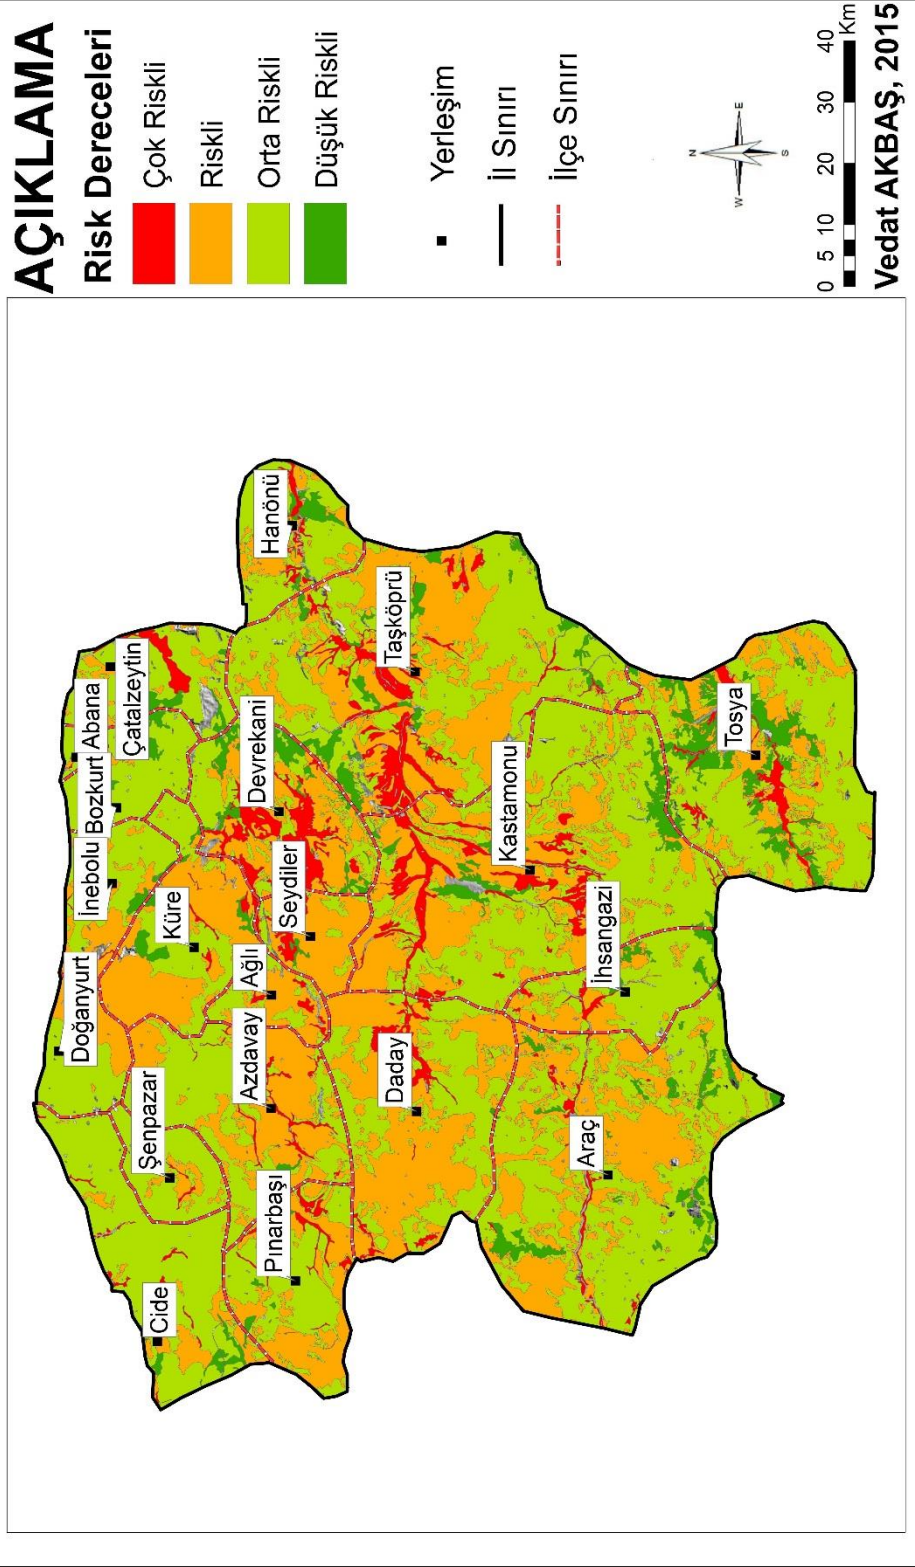 AÇIKLAMA
Risk Dereceleri
Çok Riskli
Riskli
Orta Riskli
Düşük Riskli
Yerleşim
İl Sınırı
İlçe Sınırı
N
W E
S
0 5 10 20 30 40 Km
Vedat AKBAŞ, 2015
Doğanyurt
İnebolu
Bozkurt
Abana
Çatalzeytin
Cide
Şenpazar
Küre
Pınarbaşı
Azdavay
Ağlı
Seydiler
Devrekani
Hanönü
Daday
Taşköprü
Kastamonu
Araç
İhsangazi
Tosya